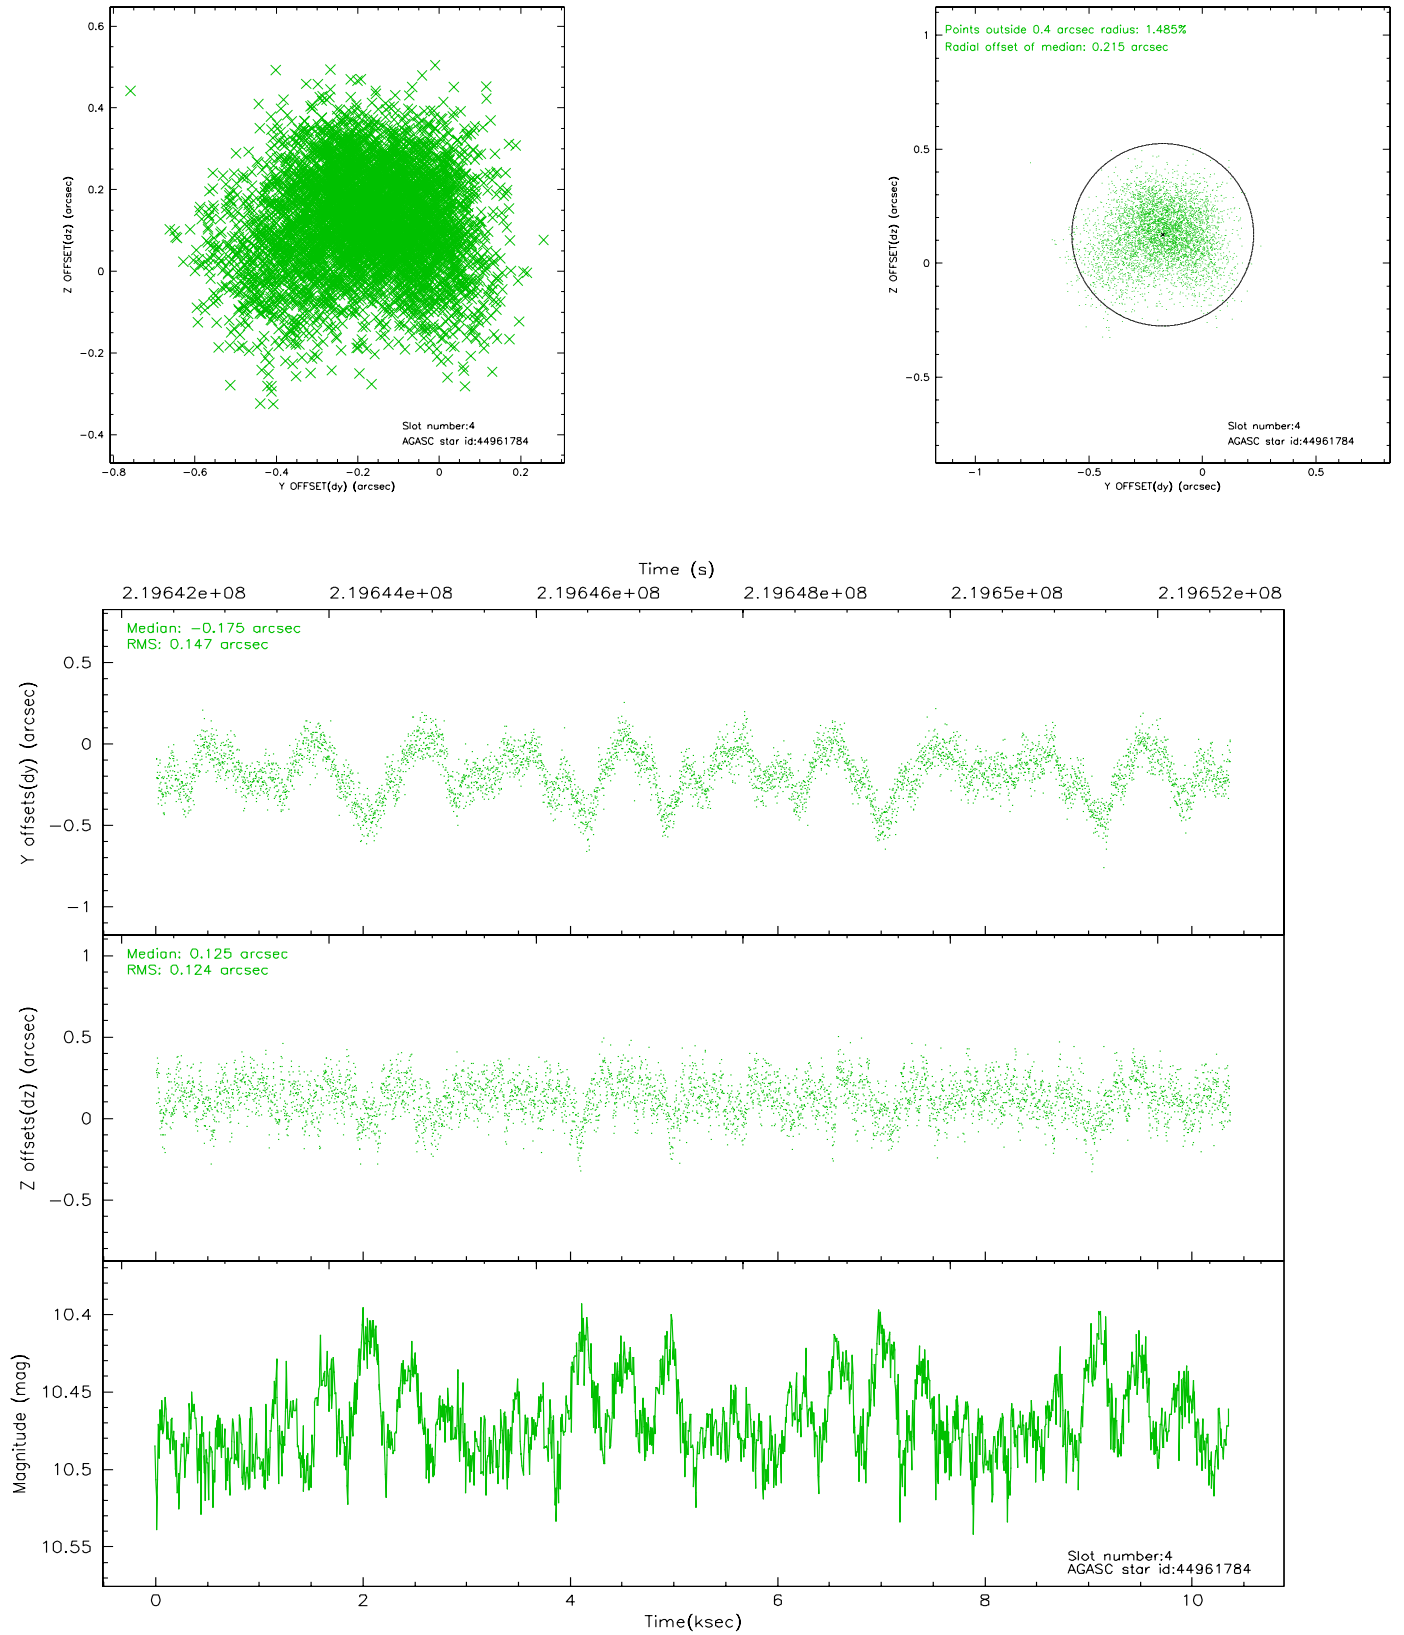 0.6
0.4
0.2
0
−0.2
−0.4
Z OFFSET(dz) (arcsec)
−0.8 −0.6 −0.4 −0.2 0 0.2
Y OFFSET(dy) (arcsec)
Slot number:4
AGASC star id:44961784
Points outside 0.4 arcsec radius: 1.485%
Radial offset of median: 0.215 arcsec
1
0.5
0
−0.5
Z OFFSET(dz) (arcsec)
−1 −0.5 0 0.5
Y OFFSET(dy) (arcsec)
Slot number:4
AGASC star id:44961784
Time (s)
2.19642e+08 2.19644e+08 2.19646e+08 2.19648e+08 2.1965e+08 2.19652e+08
Median: −0.175 arcsec
RMS: 0.147 arcsec
0.5
0
−0.5
−1
Y offsets(dy) (arcsec)
Median: 0.125 arcsec
RMS: 0.124 arcsec
1
0.5
0
−0.5
Z offsets(dz) (arcsec)
10.4
10.45
10.5
10.55
Magnitude (mag)
Slot number:4
AGASC star id:44961784
0 2 4 6 8 10
Time(ksec)